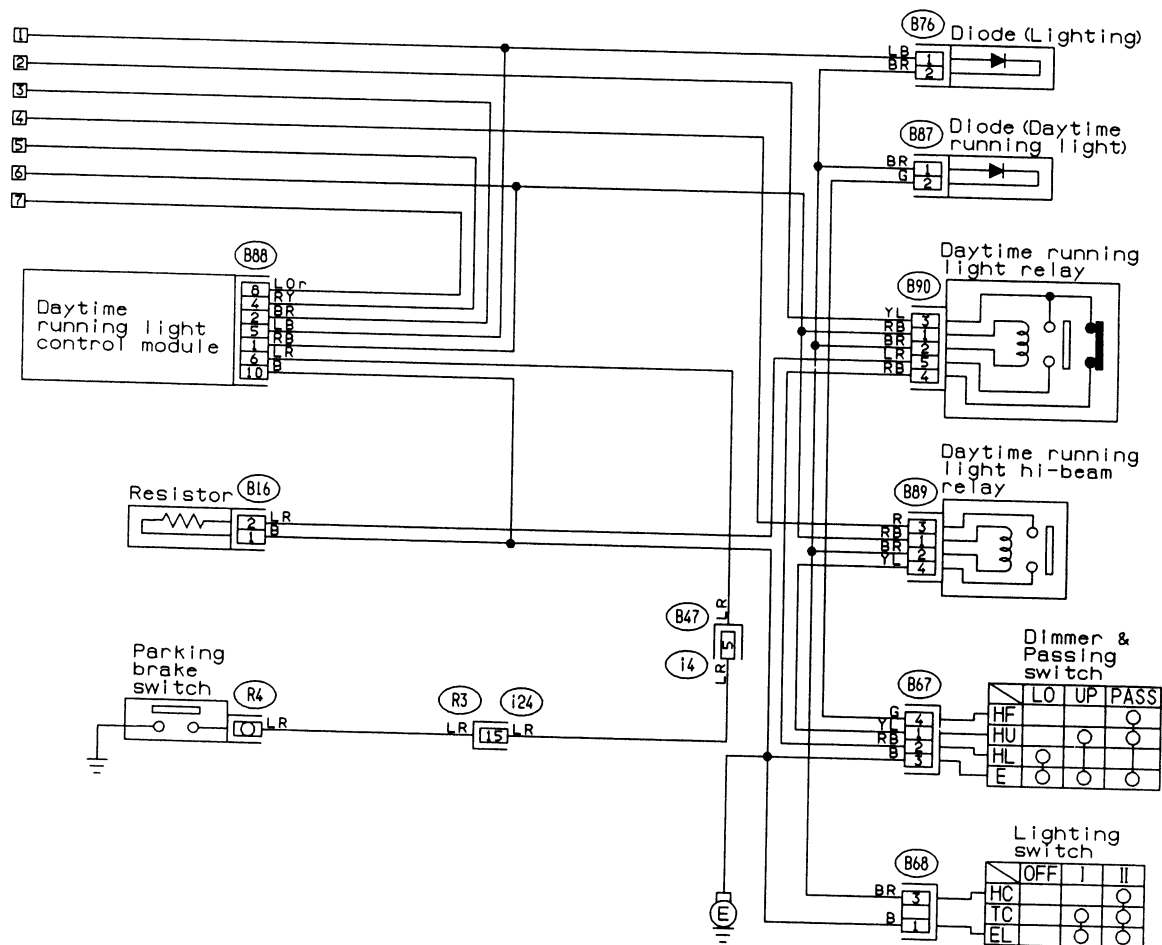 1
2
3
4
5
6
7
B76
Diode (Lighting)
LB 1
BR 2
B87
Diode (Daytime
running light)
BR 1
G 2
B88
Daytime
running light
control module
8 LOr
4 RY
2 BR
5 LB
1 RB
6 LR
10 B
Daytime running
light relay
B90
YL 3
RB 1
BR 2
LR 5
RB 4
Resistor
B16
2 LR
1 B
Daytime running
light hi-beam
relay
B89
R 3
RB 1
BR 2
YL 4
LR
B47
5
i4
LR
Parking
brake
switch
R4
LR
R3
i24
LR 15 LR
Dimmer &
Passing
switch
B67
G 4
YL 1
RB 2
B 3
LO UP PASS
HF
HU
HL
E
E
Lighting
switch
B68
BR 3
B 1
OFF I II
HC
TC
EL